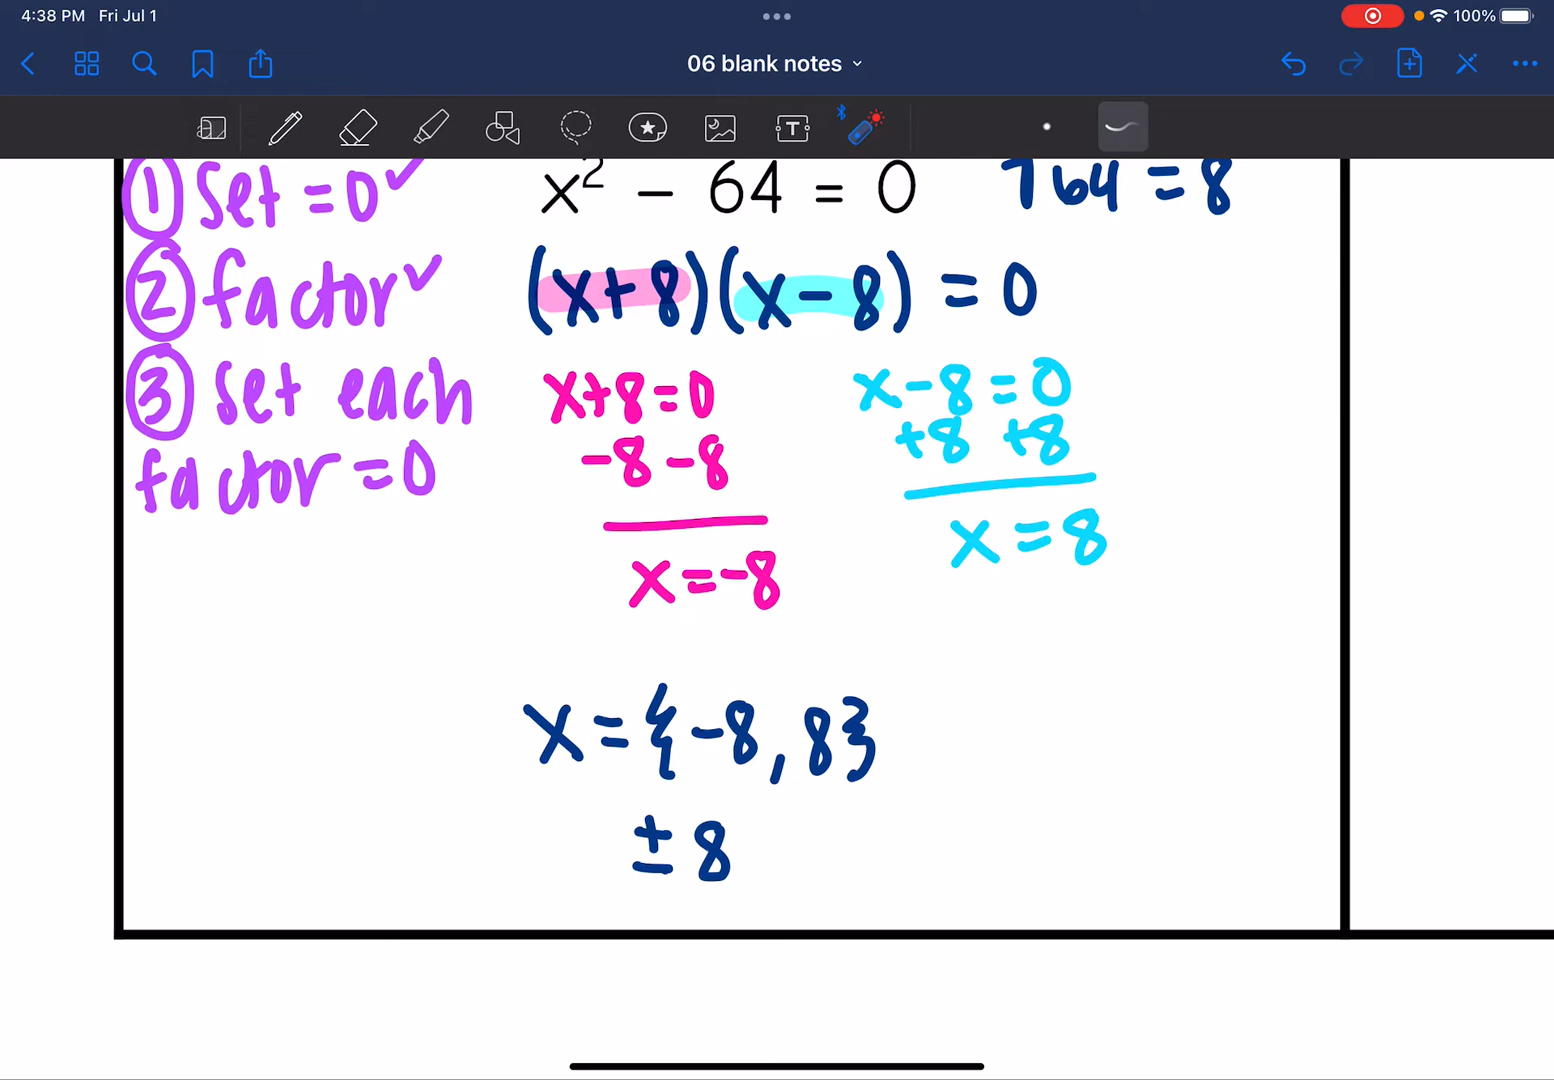 4:38 PM Fri Jul 1
100%
06 blank notes
T
① Set = 0 ✓
x² − 64 = 0
√64 = 8
② factor ✓
(x+8)(x−8) = 0
③ Set each
factor = 0
x+8=0
−8 −8
x=−8
x−8=0
+8 +8
x=8
x={−8, 8}
± 8